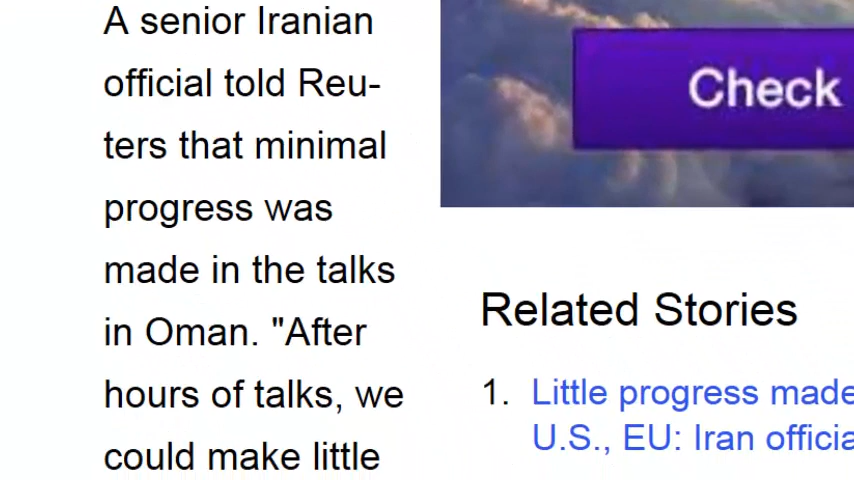 A senior Iranian
official told Reu-
ters that minimal
progress was
made in the talks
in Oman. "After
hours of talks, we
could make little
Check
Related Stories
1. Little progress made
U.S., EU: Iran officia